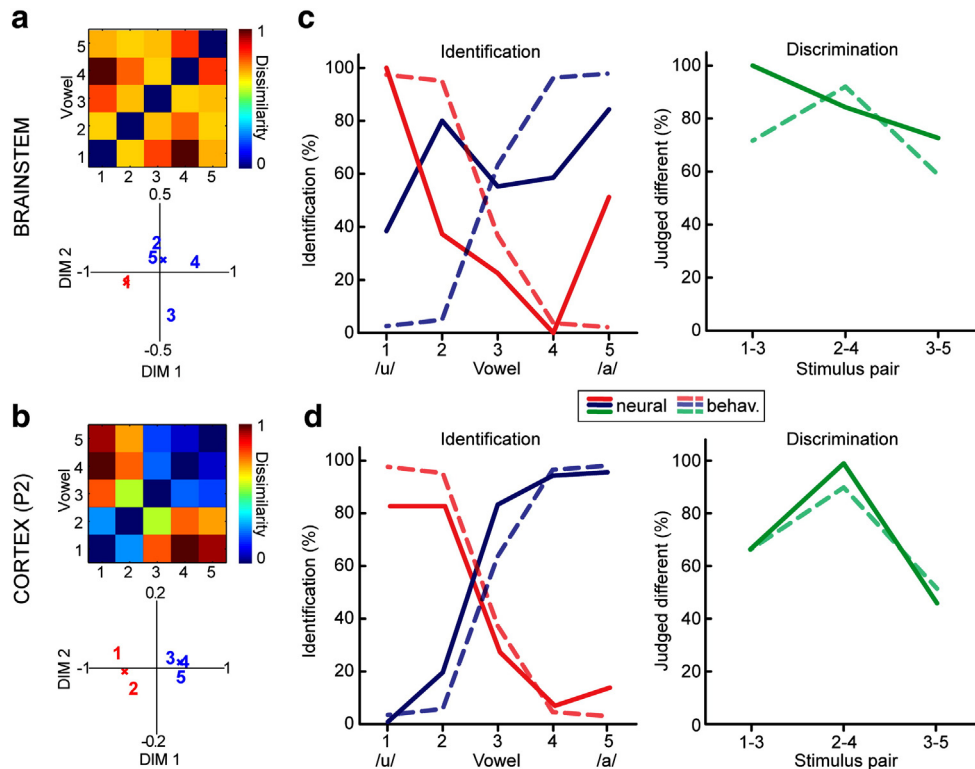 a
BRAINSTEM
Vowel
5
4
3
2
1
1 2 3 4 5
1
Dissimilarity
0
0.5
DIM 2
-1
1
2
5
4
1
3
-0.5
DIM 1
c
Identification
Identification (%)
100
80
60
40
20
0
1 2 3 4 5
/u/ Vowel /a/
Discrimination
Judged different (%)
100
80
60
40
20
0
1-3 2-4 3-5
Stimulus pair
neural behav.
b
CORTEX (P2)
Vowel
5
4
3
2
1
1 2 3 4 5
1
Dissimilarity
0
0.2
DIM 2
-1
1
1
2
3
4
5
-0.2
DIM 1
d
Identification
Identification (%)
100
80
60
40
20
0
1 2 3 4 5
/u/ Vowel /a/
Discrimination
Judged different (%)
100
80
60
40
20
0
1-3 2-4 3-5
Stimulus pair